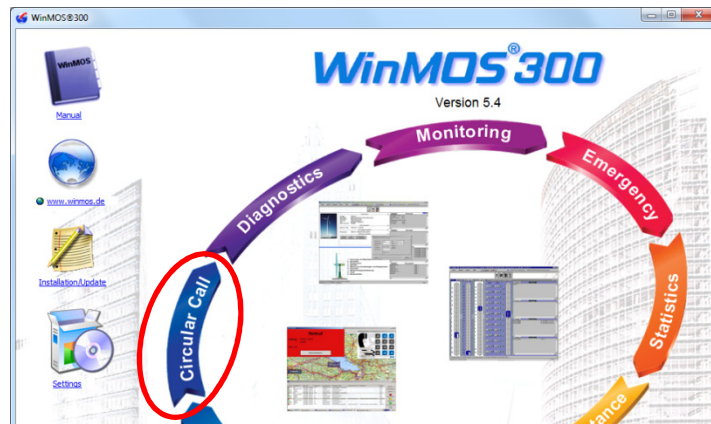 WinMOS®300
WinMOS®300
Version 5.4
WinMOS
Manual
www.winmos.de
Installation/Update
Settings
Circular Call
Diagnostics
Monitoring
Emergency
Statistics
tance